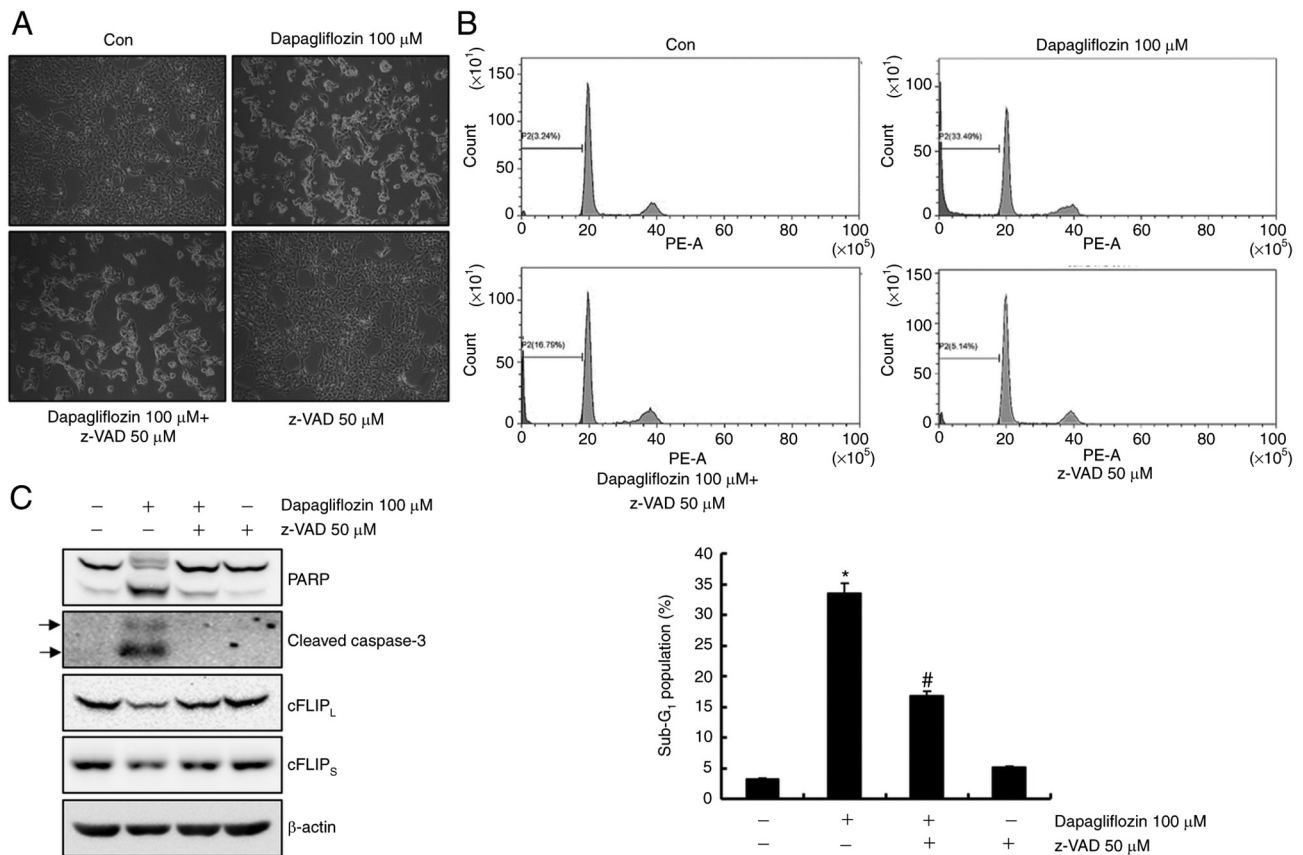 A
Con
Dapagliflozin 100 μM
Dapagliflozin 100 μM+
z-VAD 50 μM
z-VAD 50 μM
B
Con
(×10¹)
150
100
50
0
Count
P2(3.24%)
0 20 40 60 80 100
PE-A
(×10⁵)
Dapagliflozin 100 μM
(×10¹)
100
50
0
Count
P2(33.49%)
0 20 40 60 80 100
PE-A
(×10⁵)
(×10¹)
100
50
0
Count
P2(16.79%)
0 20 40 60 80 100
PE-A
(×10⁵)
Dapagliflozin 100 μM+
z-VAD 50 μM
(×10¹)
150
100
50
0
Count
P2(5.14%)
0 20 40 60 80 100
PE-A
(×10⁵)
z-VAD 50 μM
C
− + + − Dapagliflozin 100 μM
− − + + z-VAD 50 μM
PARP
Cleaved caspase-3
cFLIP_L
cFLIP_S
β-actin
Sub-G₁ population (%)
40
35
30
25
20
15
10
5
0
*
#
− + + − Dapagliflozin 100 μM
− − + + z-VAD 50 μM